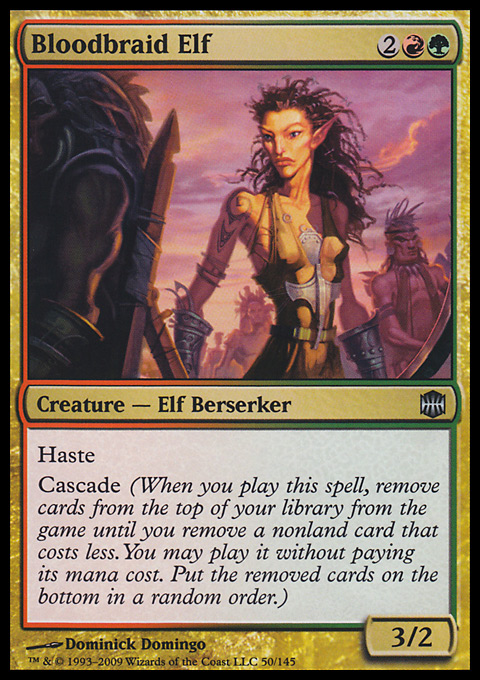 Bloodbraid Elf 2
Creature — Elf Berserker
Haste
Cascade (When you play this spell, remove
cards from the top of your library from the
game until you remove a nonland card that
costs less. You may play it without paying
its mana cost. Put the removed cards on the
bottom in a random order.)
3/2
Dominick Domingo
™ & © 1993–2009 Wizards of the Coast LLC 50/145